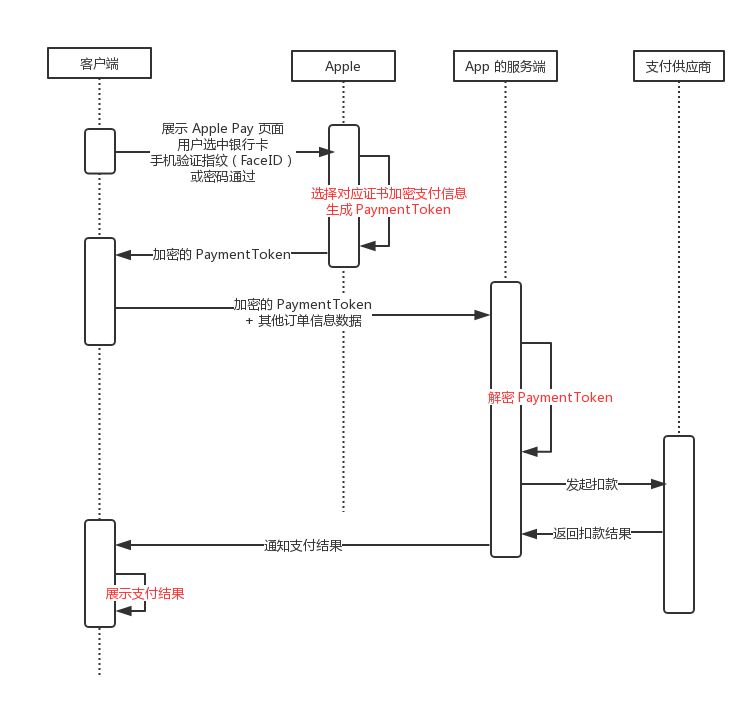 客户端
Apple
App 的服务端
支付供应商
展示 Apple Pay 页面
用户选中银行卡
手机验证指纹（FaceID）
或密码通过
选择对应证书加密支付信息
生成 PaymentToken
加密的 PaymentToken
加密的 PaymentToken
+ 其他订单信息数据
解密 PaymentToken
发起扣款
返回扣款结果
通知支付结果
展示支付结果